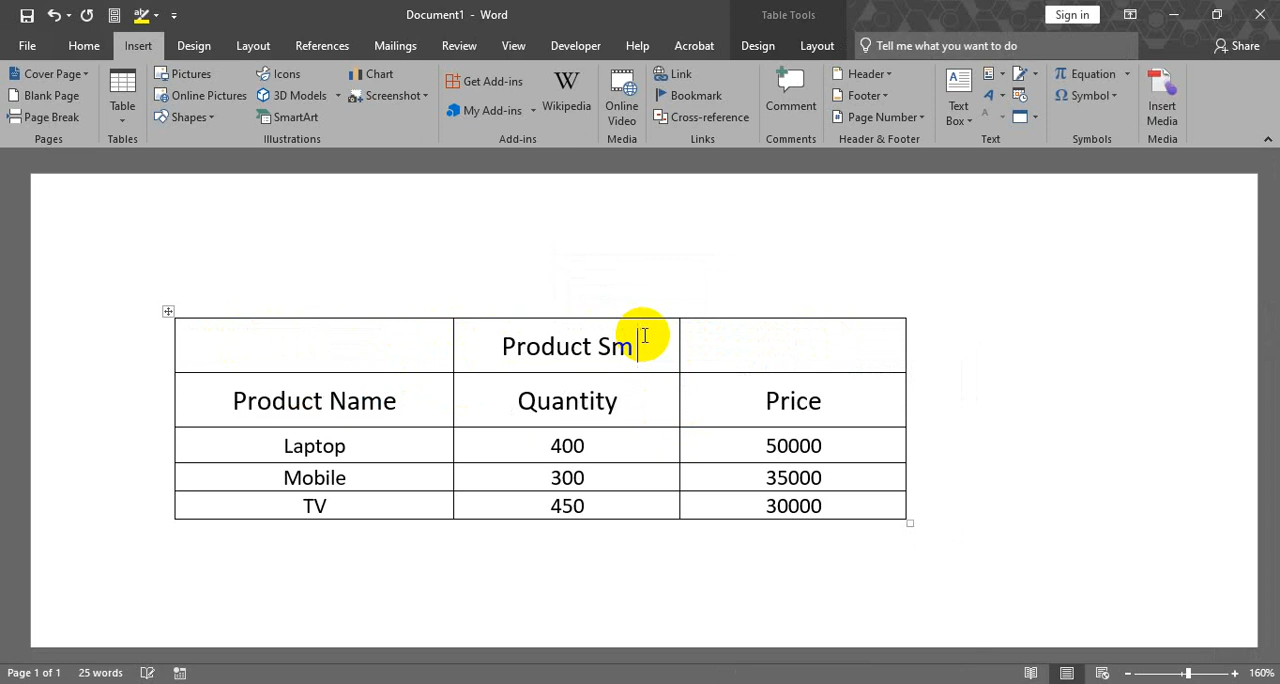 Document1 - Word
Table Tools
Sign in
File Home Insert Design Layout References Mailings Review View Developer Help Acrobat Design Layout Tell me what you want to do Share
Cover Page
Blank Page
Page Break
Pages
Table
Tables
Pictures
Online Pictures
Shapes
Icons
3D Models
SmartArt
Chart
Screenshot
Illustrations
Get Add-ins
My Add-ins
W
Wikipedia
Add-ins
Online
Video
Media
Link
Bookmark
Cross-reference
Links
Comment
Comments
Header
Footer
Page Number
Header & Footer
Text
Box
Text
Equation
Symbol
Symbols
Insert
Media
Media
Product Sm
Product Name Quantity Price
Laptop 400 50000
Mobile 300 35000
TV 450 30000
Page 1 of 1 25 words 160%